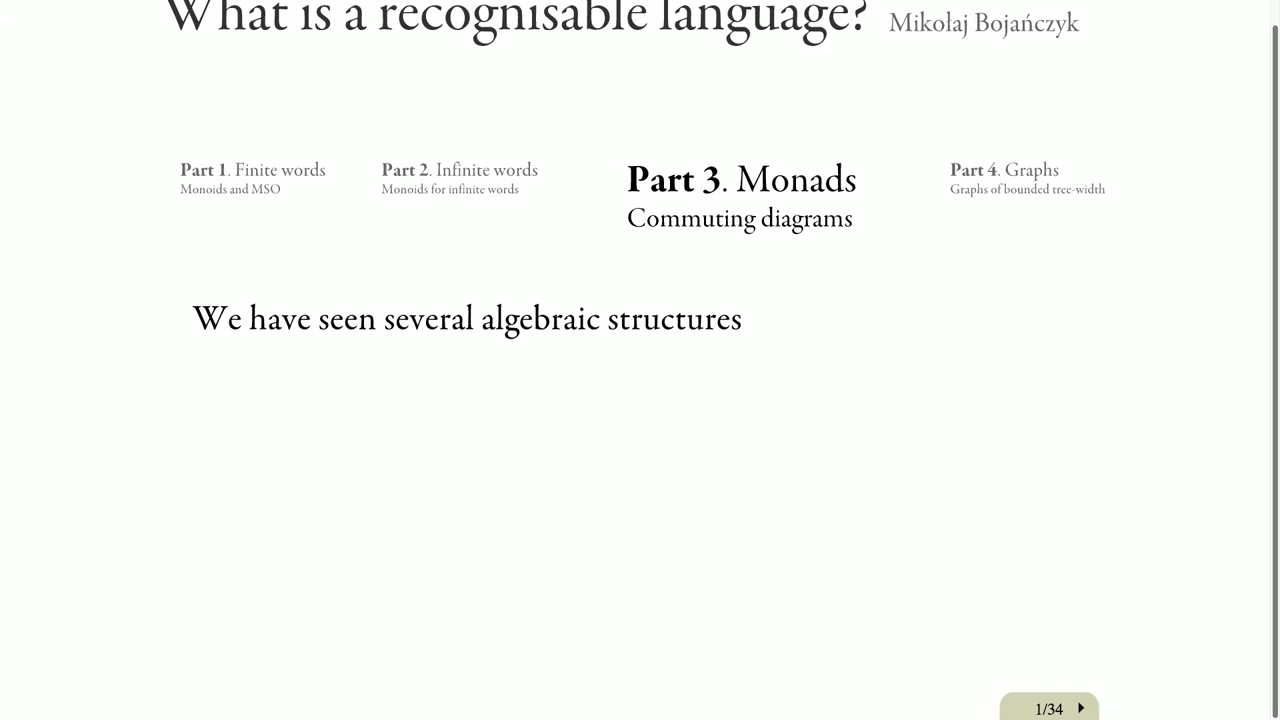 What is a recognisable language? Mikołaj Bojańczyk
Part 1. Finite words
Monoids and MSO
Part 2. Infinite words
Monoids for infinite words
Part 3. Monads
Commuting diagrams
Part 4. Graphs
Graphs of bounded tree-width
We have seen several algebraic structures
1/34